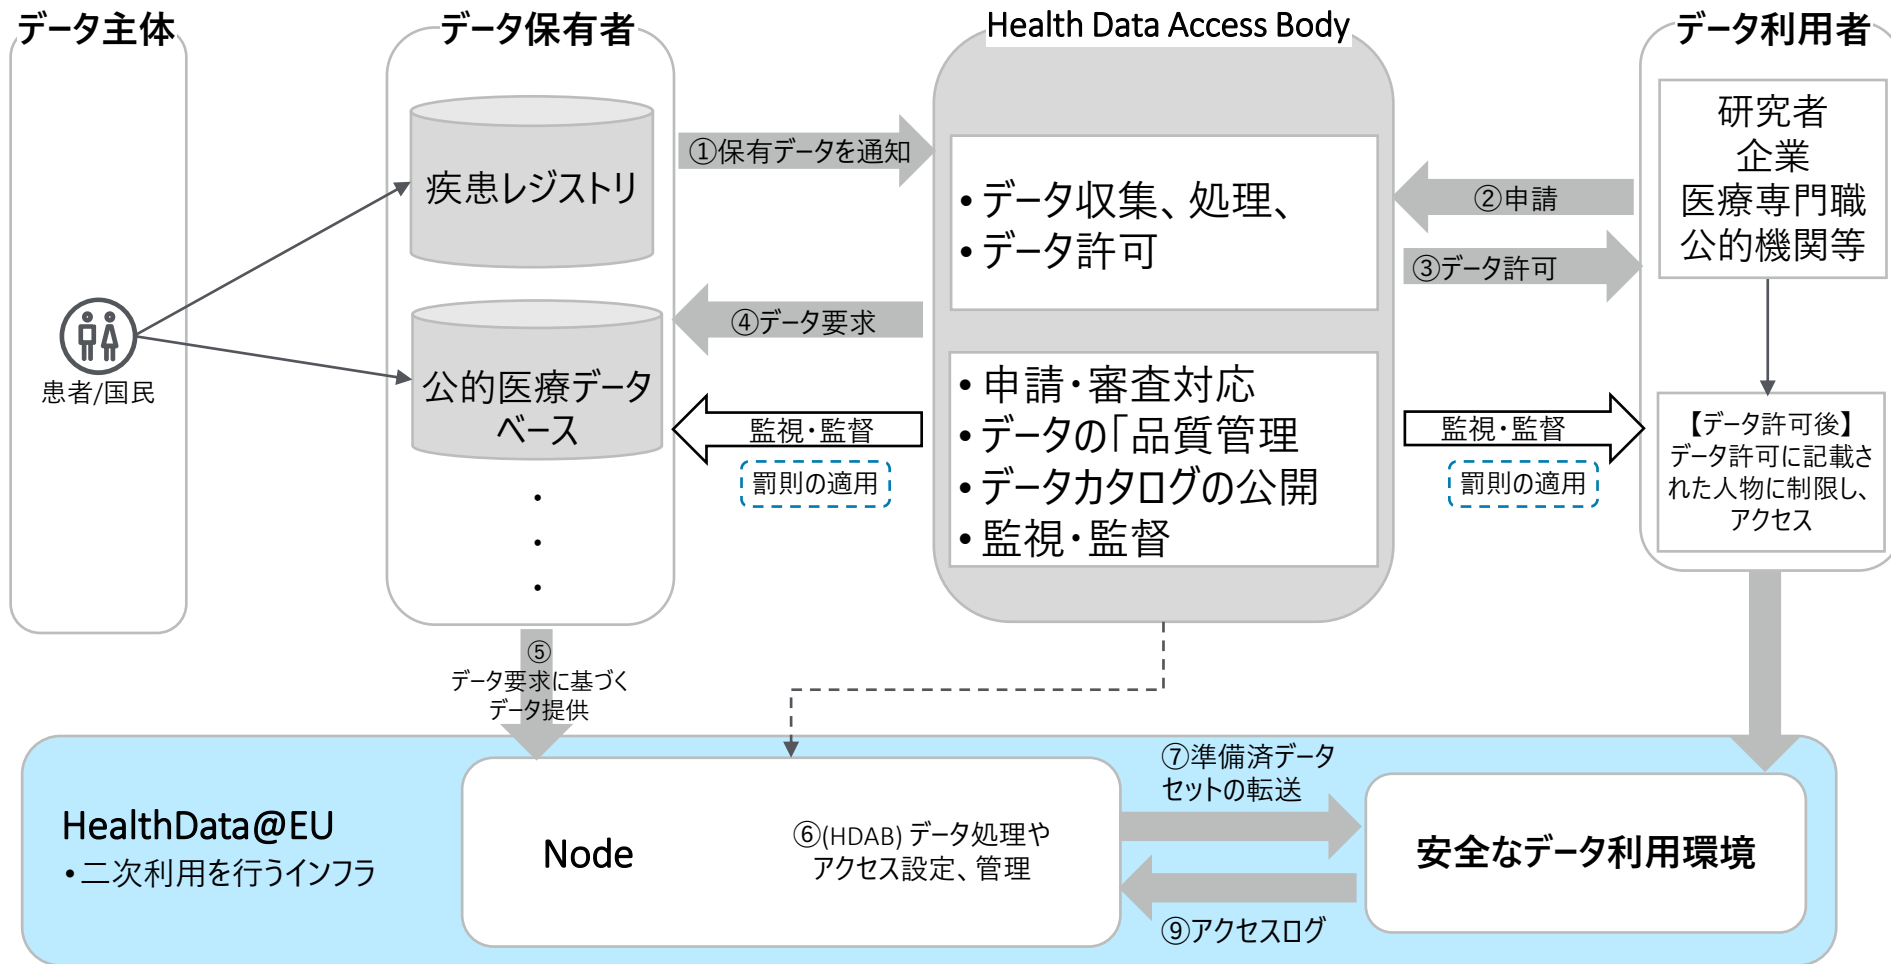 データ主体
データ保有者
Health Data Access Body
データ利用者
患者/国民
疾患レジストリ
公的医療データ
ベース
・
・
・
①保有データを通知
④データ要求
監視・監督
罰則の適用
• データ収集、処理、
• データ許可
• 申請・審査対応
• データの「品質管理
• データカタログの公開
• 監視・監督
②申請
③データ許可
監視・監督
罰則の適用
研究者
企業
医療専門職
公的機関等
【データ許可後】
データ許可に記載さ
れた人物に制限し、
アクセス
⑤
データ要求に基づく
データ提供
HealthData@EU
• 二次利用を行うインフラ
Node
⑥(HDAB) データ処理や
アクセス設定、管理
⑦準備済データ
セットの転送
⑨アクセスログ
安全なデータ利用環境